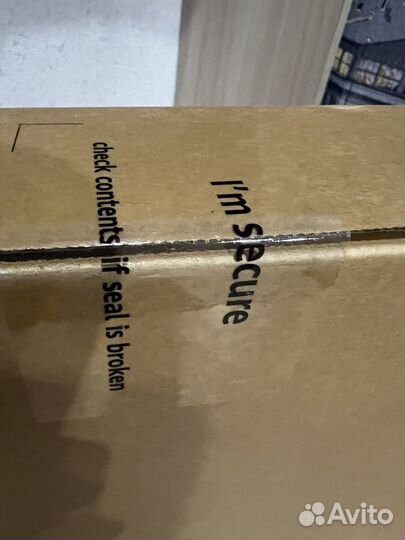 I'm secure
check contents if seal is broken
Avito